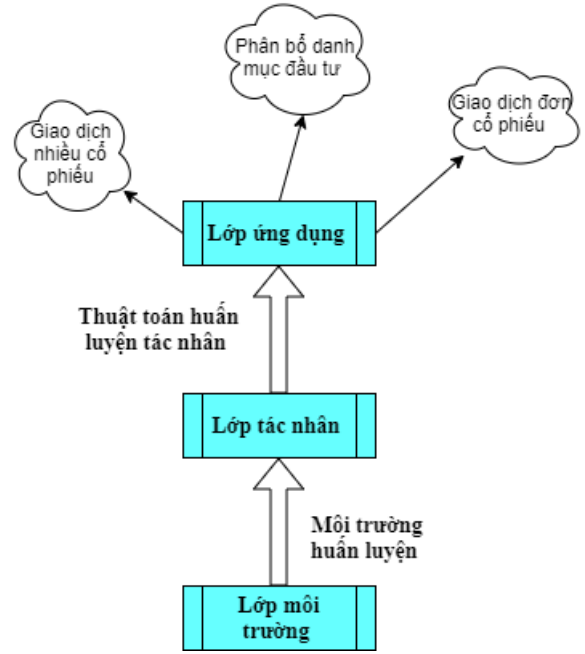 Phân bổ danh
mục đầu tư
Giao dịch
nhiều cổ
phiếu
Giao dịch đơn
cổ phiếu
Lớp ứng dụng
Thuật toán huấn
luyện tác nhân
Lớp tác nhân
Môi trường
huấn luyện
Lớp môi
trường